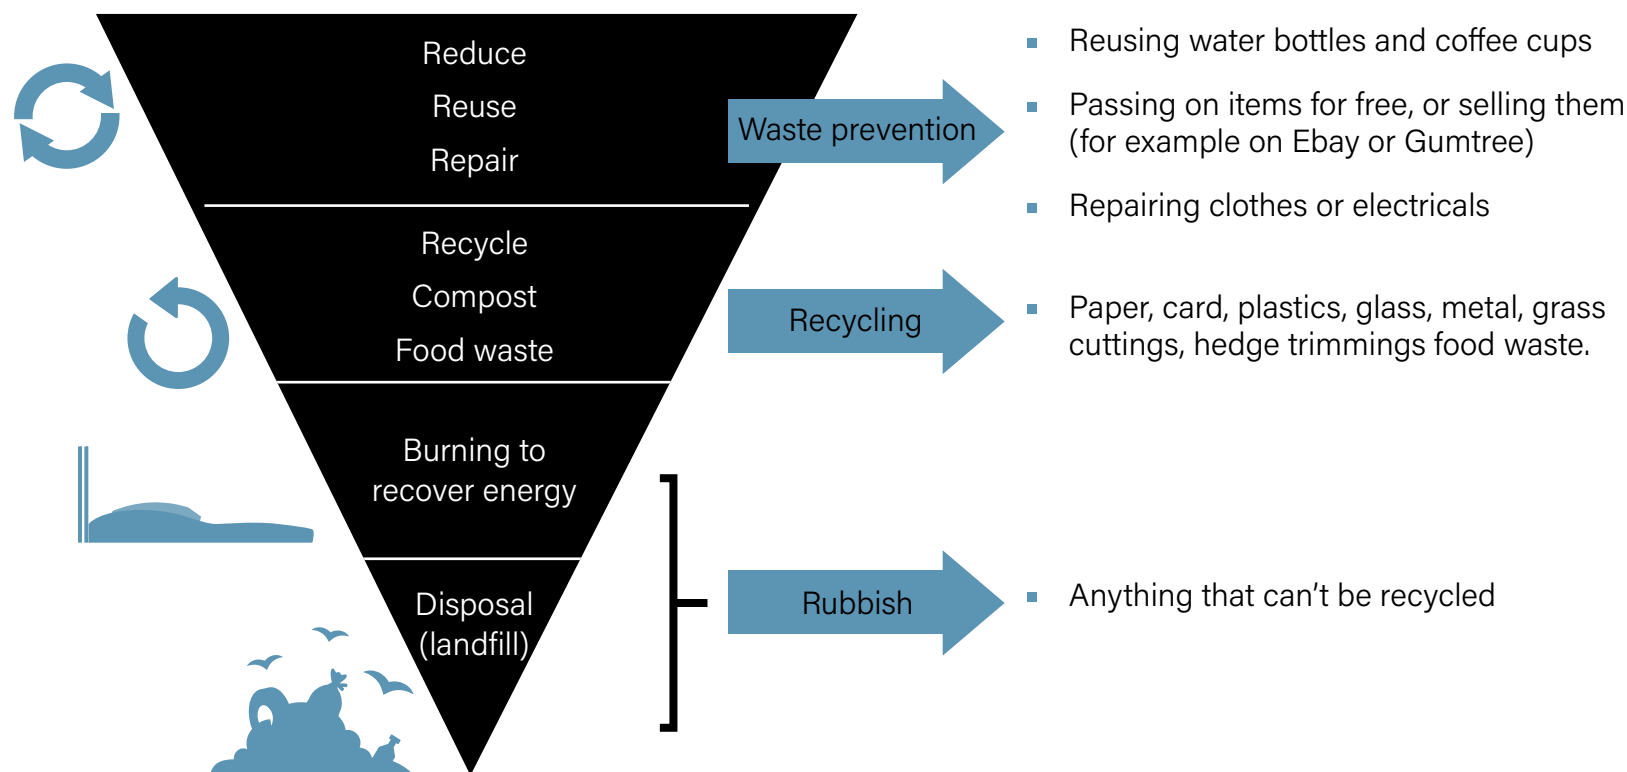 Reduce
Reuse
Repair
Waste prevention
Reusing water bottles and coffee cups
Passing on items for free, or selling them
(for example on Ebay or Gumtree)
Repairing clothes or electricals
Recycle
Compost
Food waste
Recycling
Paper, card, plastics, glass, metal, grass
cuttings, hedge trimmings food waste.
Burning to
recover energy
Disposal
(landfill)
Rubbish
Anything that can’t be recycled